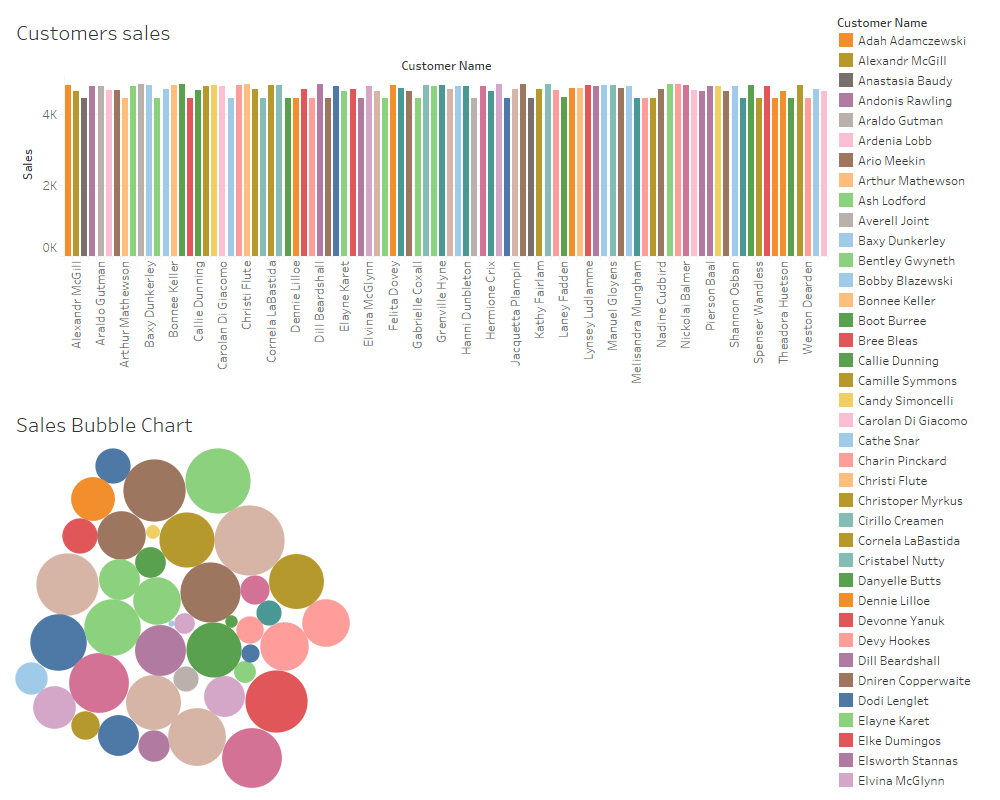 Customers sales
Customer Name
Sales
4K
2K
0K
Alexandr McGill
Araldo Gutman
Arthur Mathewson
Baxy Dunkerley
Bonnee Keller
Callie Dunning
Carolan Di Giacomo
Christi Flute
Cornela LaBastida
Dennie Lilloe
Dill Beardshall
Elayne Karet
Elvina McGlynn
Felita Dovey
Gabrielle Coxall
Grenville Hyne
Hanni Dunbleton
Hermione Crix
Jacquetta Plampin
Kathy Fairlam
Laney Fadden
Lynsey Ludlamme
Manuel Gloyens
Melisandra Mungham
Nadine Cudbird
Nickolai Balmer
Pierson Baal
Shannon Osban
Spenser Wandless
Theadora Huetson
Weston Dearden
Sales Bubble Chart
Customer Name
Adah Adamczewski
Alexandr McGill
Anastasia Baudy
Andonis Rawling
Araldo Gutman
Ardenia Lobb
Ario Meekin
Arthur Mathewson
Ash Lodford
Averell Joint
Baxy Dunkerley
Bentley Gwyneth
Bobby Blazewski
Bonnee Keller
Boot Burree
Bree Bleas
Callie Dunning
Camille Symmons
Candy Simoncelli
Carolan Di Giacomo
Cathe Snar
Charin Pinckard
Christi Flute
Christoper Myrkus
Cirillo Creamen
Cornela LaBastida
Cristabel Nutty
Danyelle Butts
Dennie Lilloe
Devonne Yanuk
Devy Hookes
Dill Beardshall
Dniren Copperwaite
Dodi Lenglet
Elayne Karet
Elke Dumingos
Elsworth Stannas
Elvina McGlynn